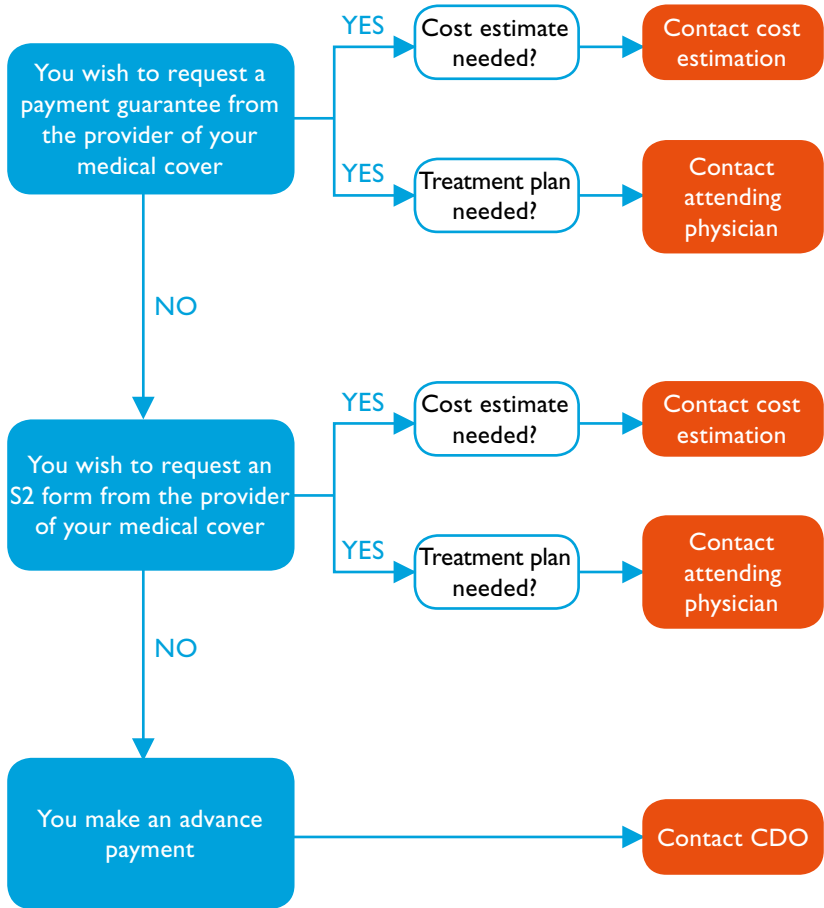 YES
Cost estimate
needed?
Contact cost
estimation
You wish to request a
payment guarantee from
the provider of your
medical cover
YES
Treatment plan
needed?
Contact
attending
physician
NO
YES
Cost estimate
needed?
Contact cost
estimation
You wish to request an
S2 form from the provider
of your medical cover
YES
Treatment plan
needed?
Contact
attending
physician
NO
You make an advance
payment
Contact CDO